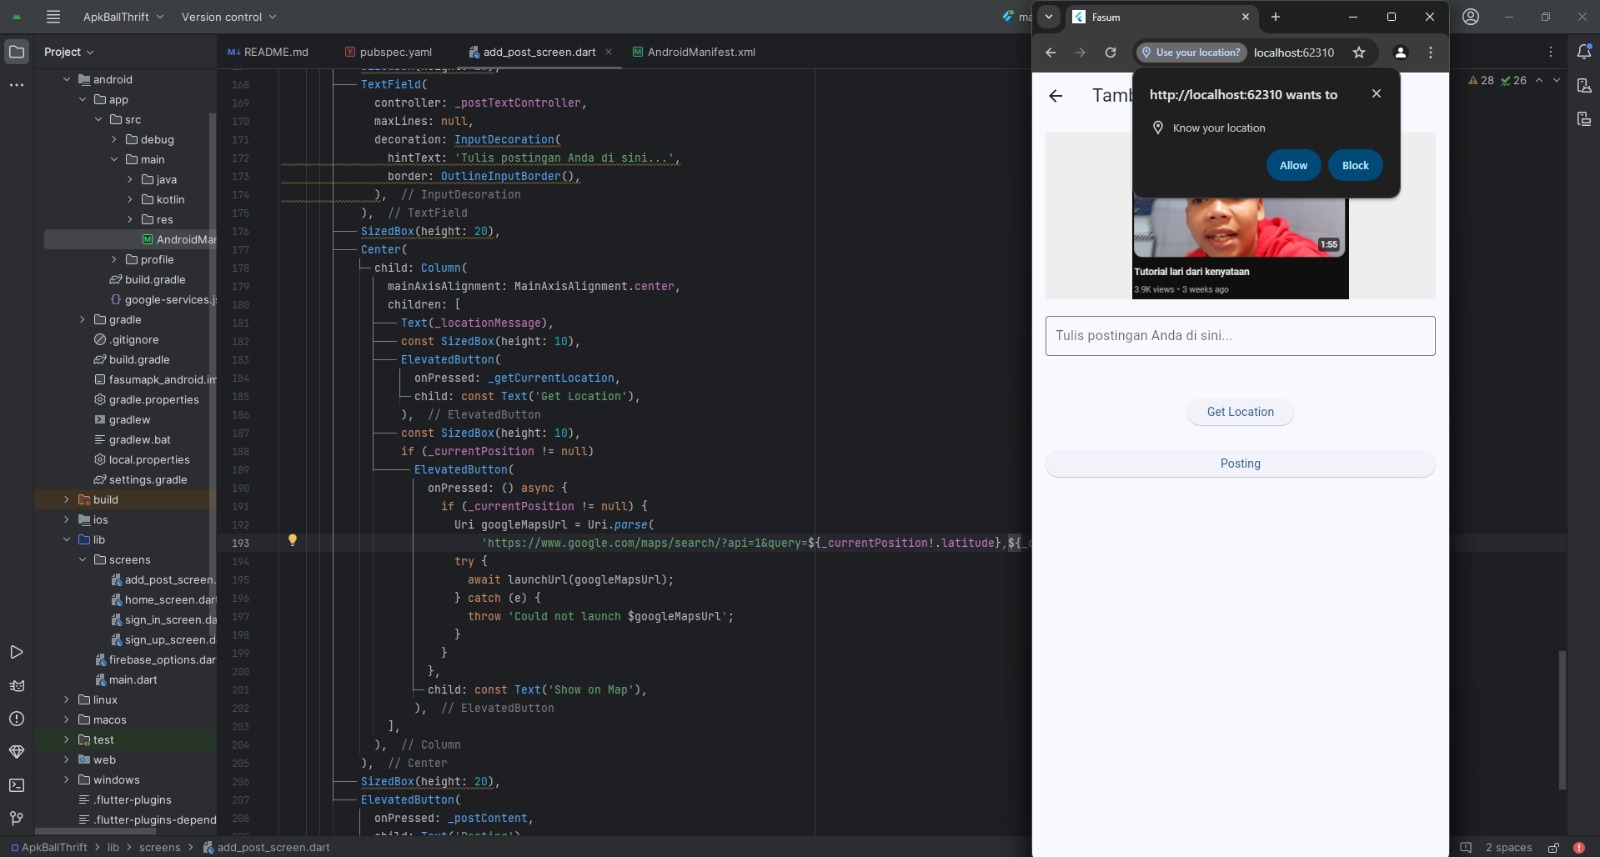 ApkBallThrift
Version control
Project
android
app
src
debug
main
java
kotlin
res
AndroidMar
profile
build.gradle
google-services.js
gradle
.gitignore
build.gradle
fasumapk_android.im
gradle.properties
gradlew
gradlew.bat
local.properties
settings.gradle
build
ios
lib
screens
add_post_screen.
home_screen.dar
sign_in_screen.da
sign_up_screen.d
firebase_options.dar
main.dart
linux
macos
test
web
windows
.flutter-plugins
.flutter-plugins-depend
README.md
pubspec.yaml
add_post_screen.dart
AndroidManifest.xml
168 TextField(
169 controller: _postTextController,
170 maxLines: null,
171 decoration: InputDecoration(
172 hintText: 'Tulis postingan Anda di sini...',
173 border: OutlineInputBorder(),
174 ), // InputDecoration
175 ), // TextField
176 SizedBox(height: 20),
177 Center(
178 child: Column(
179 mainAxisAlignment: MainAxisAlignment.center,
180 children: [
181 Text(_locationMessage),
182 const SizedBox(height: 10),
183 ElevatedButton(
184 onPressed: _getCurrentLocation,
185 child: const Text('Get Location'),
186 ), // ElevatedButton
187 const SizedBox(height: 10),
188 if (_currentPosition != null)
189 ElevatedButton(
190 onPressed: () async {
191 if (_currentPosition != null) {
192 Uri googleMapsUrl = Uri.parse(
193 'https://www.google.com/maps/search/?api=1&query=${_currentPosition!.latitude},${_
194 try {
195 await launchUrl(googleMapsUrl);
196 } catch (e) {
197 throw 'Could not launch $googleMapsUrl';
198 }
199 }
200 },
201 child: const Text('Show on Map'),
202 ), // ElevatedButton
203 ],
204 ), // Column
205 ), // Center
206 SizedBox(height: 20),
207 ElevatedButton(
208 onPressed: _postContent,
Fasum
Use your location?
localhost:62310
Tamb
http://localhost:62310 wants to
Know your location
Allow
Block
1:55
Tutorial lari dari kenyataan
3.9K views • 3 weeks ago
Tulis postingan Anda di sini...
Get Location
Posting
28
26
ApkBallThrift > lib > screens > add_post_screen.dart
2 spaces